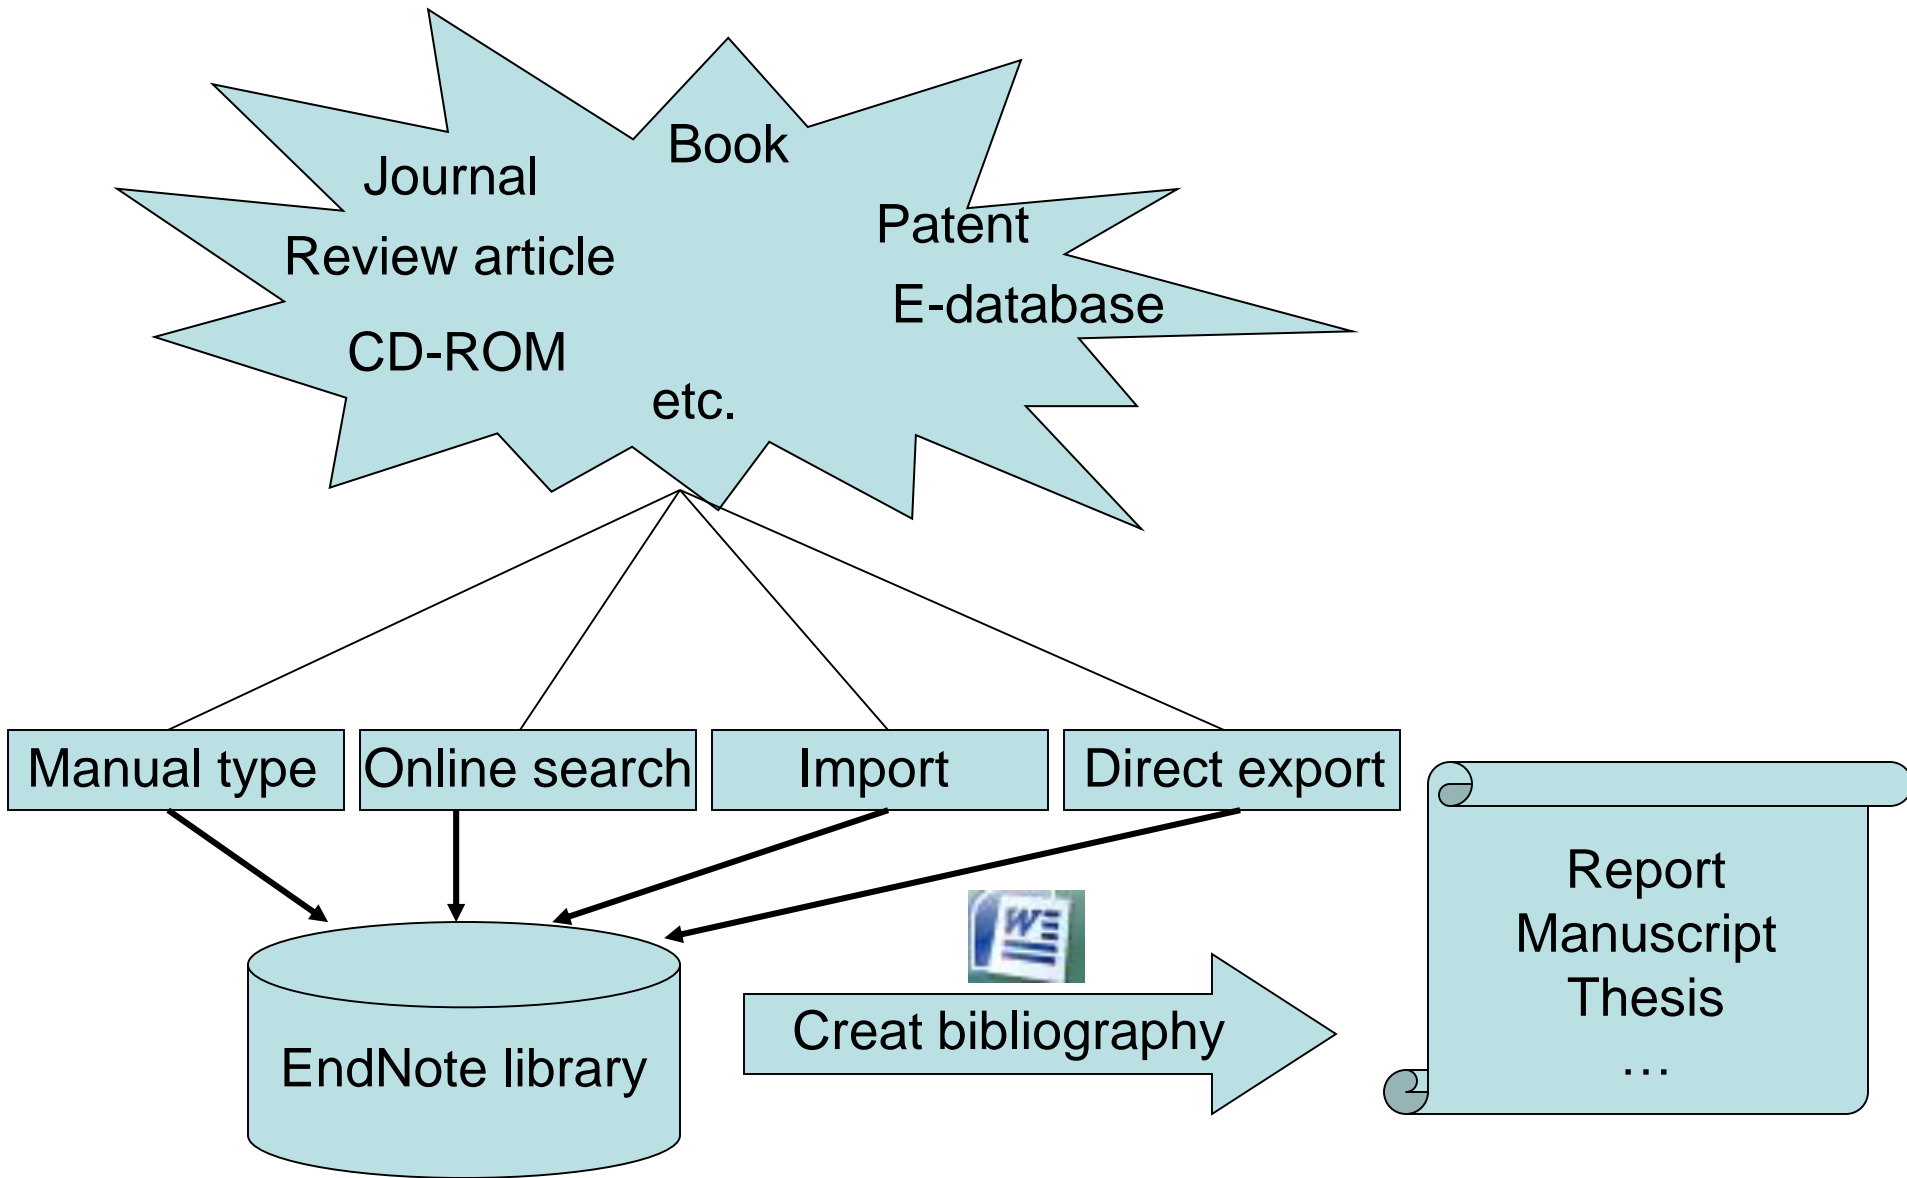 Book
Journal
Patent
Review article
E-database
CD-ROM
etc.
Manual type
Online search
Import
Direct export
W
Report
Manuscript
Thesis
…
Creat bibliography
EndNote library